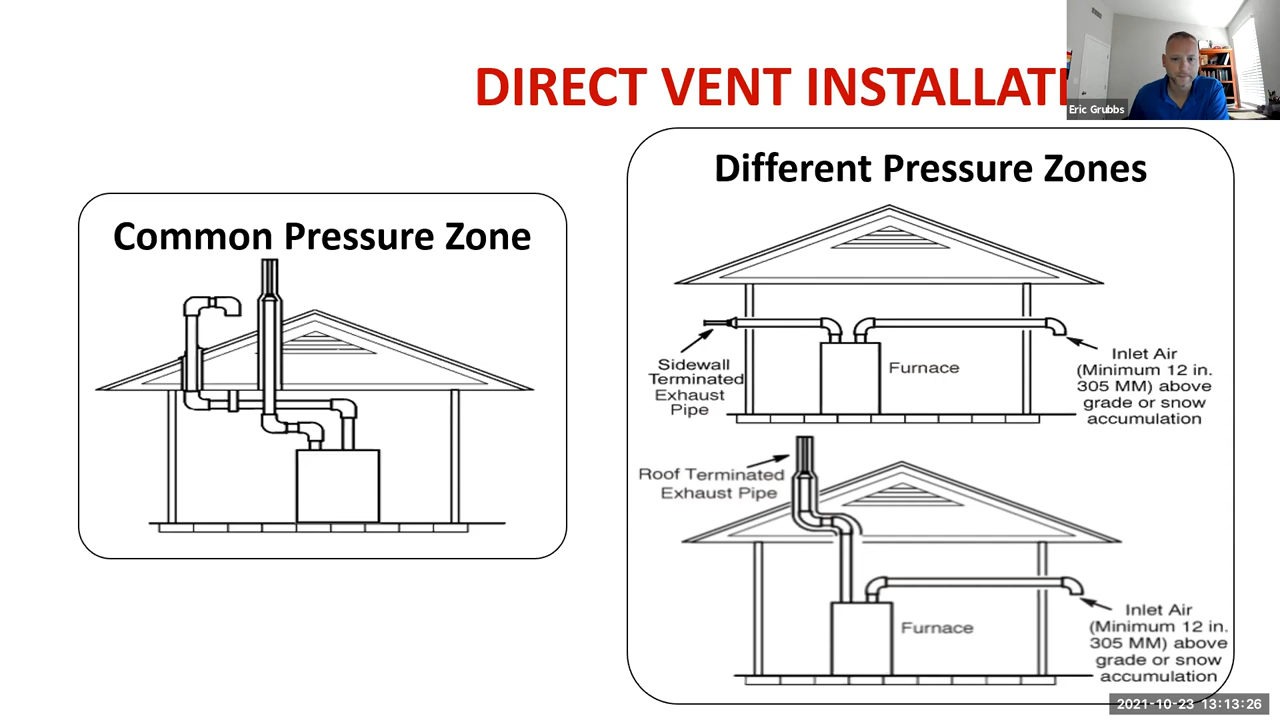 DIRECT VENT INSTALLATI
Eric Grubbs
Common Pressure Zone
Different Pressure Zones
Sidewall
Terminated
Exhaust
Pipe
Furnace
Inlet Air
(Minimum 12 in.
305 MM) above
grade or snow
accumulation
Roof Terminated
Exhaust Pipe
Furnace
Inlet Air
(Minimum 12 in.
305 MM) above
grade or snow
accumulation
2021-10-23 13:13:26